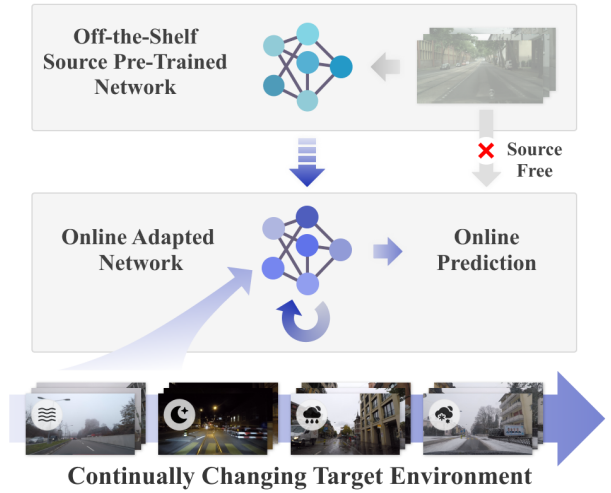 Off-the-Shelf
Source Pre-Trained
Network
Source
Free
Online Adapted
Network
Online
Prediction
Continually Changing Target Environment